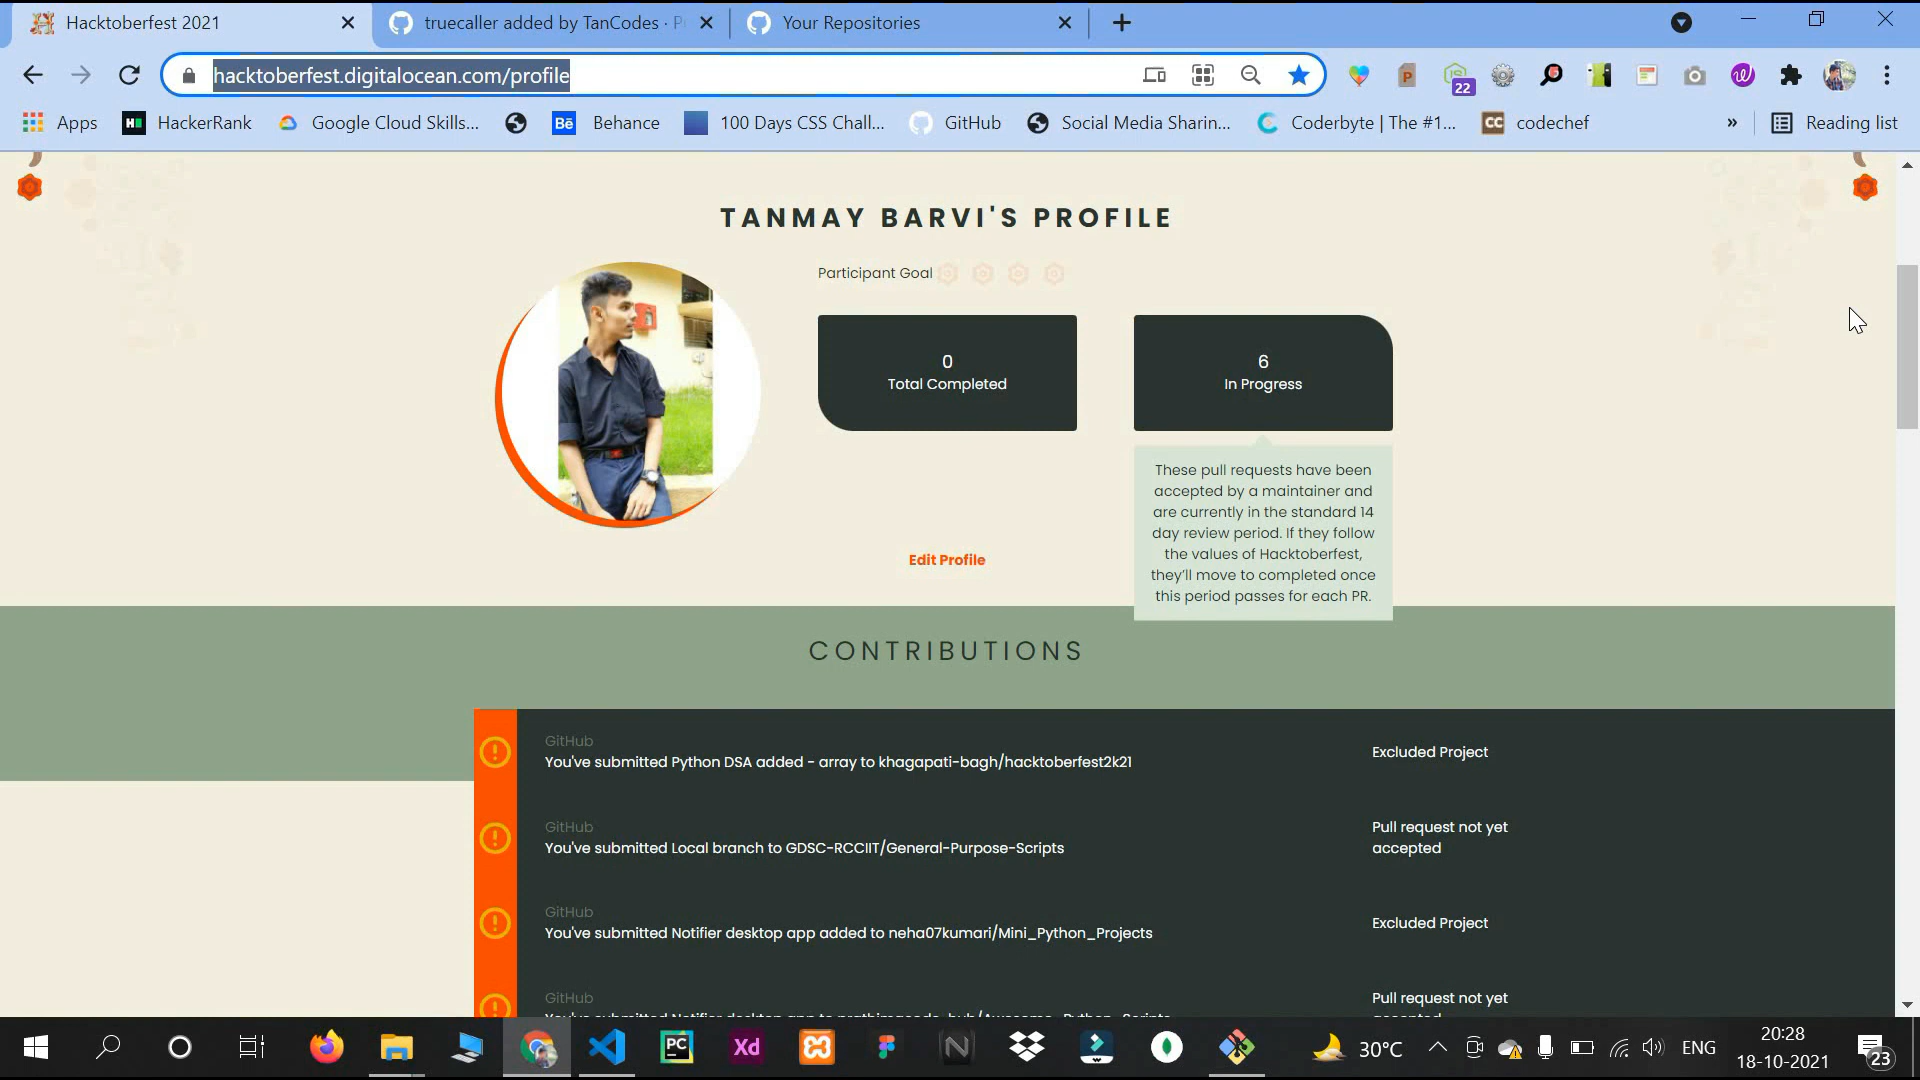 Hacktoberfest 2021
truecaller added by TanCodes · P
Your Repositories
hacktoberfest.digitalocean.com/profile
22
Apps
HackerRank
Google Cloud Skills...
Bē
Behance
100 Days CSS Chall...
GitHub
Social Media Sharin...
Coderbyte | The #1...
CC
codechef
»
Reading list
TANMAY BARVI'S PROFILE
Participant Goal
0
Total Completed
6
In Progress
These pull requests have been
accepted by a maintainer and
are currently in the standard 14
day review period. If they follow
the values of Hacktoberfest,
they'll move to completed once
this period passes for each PR.
Edit Profile
CONTRIBUTIONS
GitHub
You've submitted Python DSA added - array to khagapati-bagh/hacktoberfest2k21
Excluded Project
GitHub
You've submitted Local branch to GDSC-RCCIIT/General-Purpose-Scripts
Pull request not yet
accepted
GitHub
You've submitted Notifier desktop app added to neha07kumari/Mini_Python_Projects
Excluded Project
GitHub
Pull request not yet
PC
Xd
30°C
ENG
20:28
18-10-2021
23